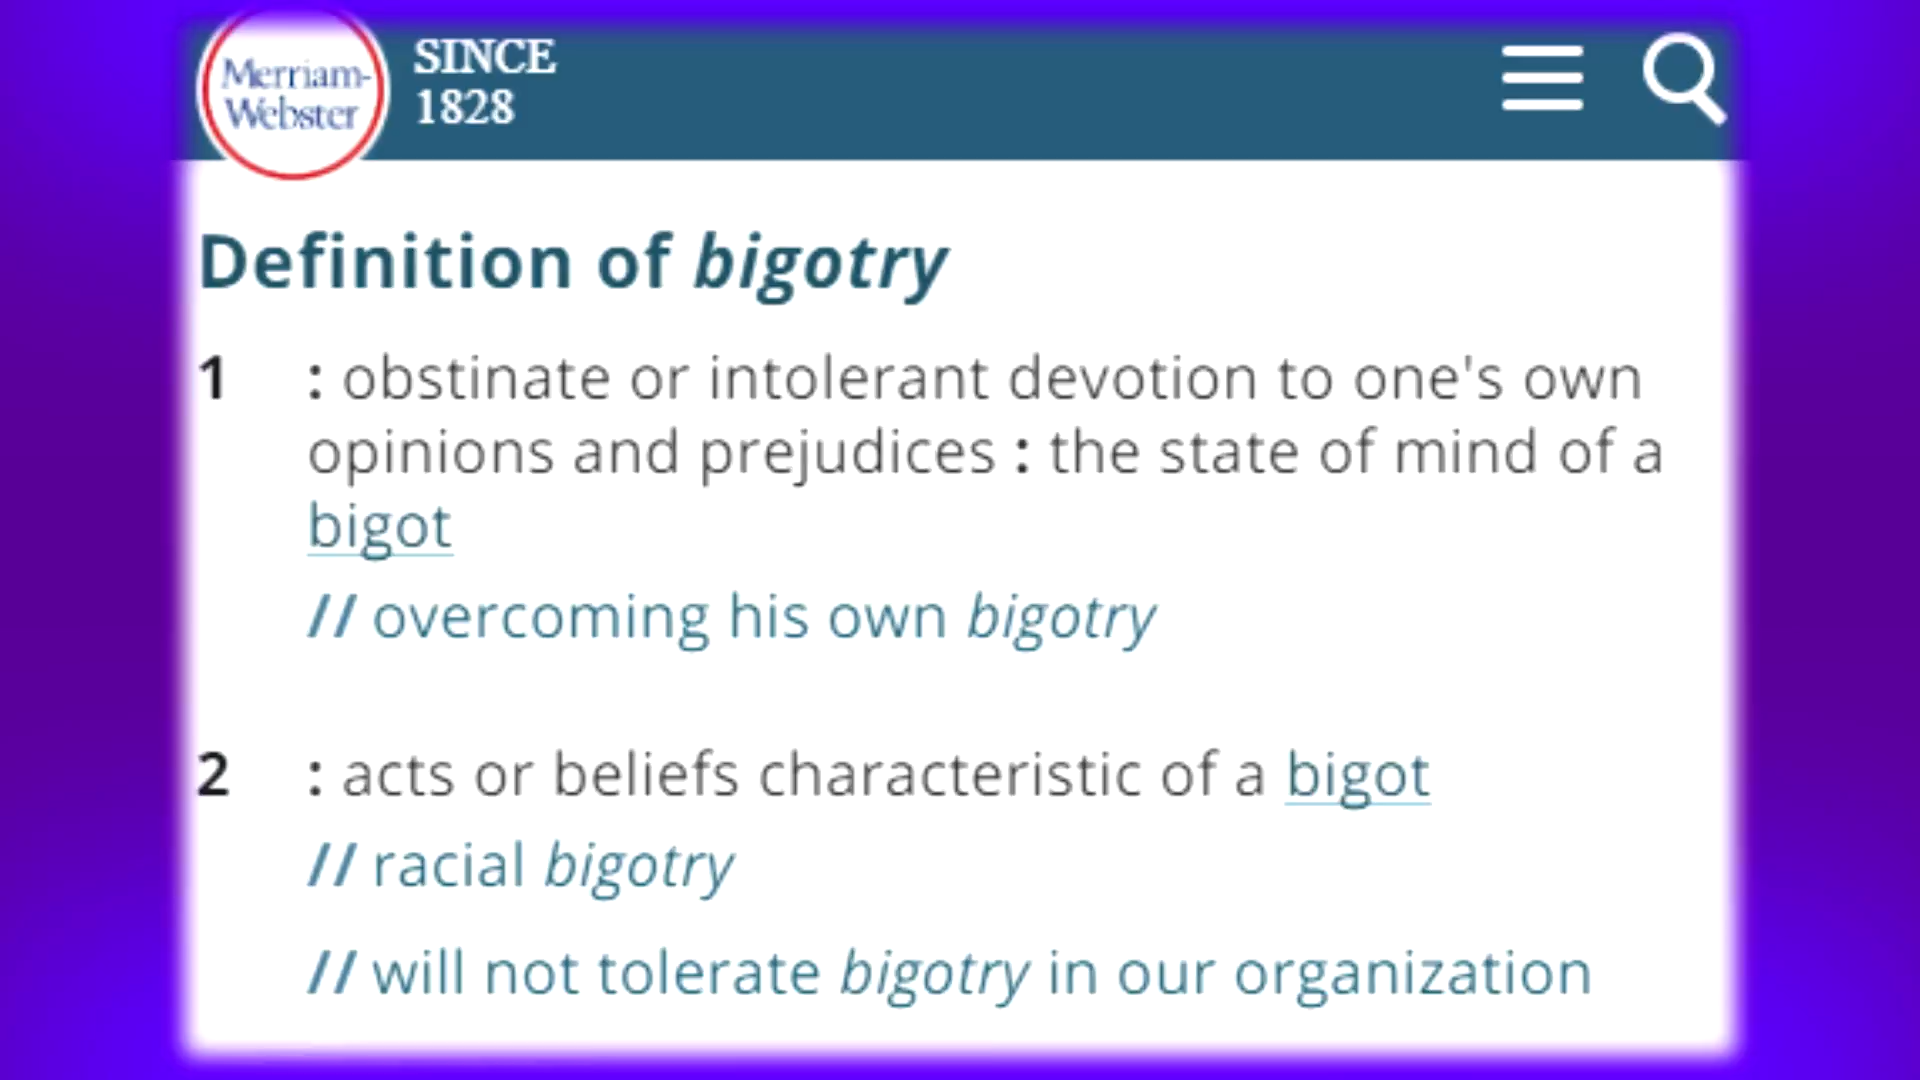 Merriam-
Webster
SINCE
1828
Definition of bigotry
1 : obstinate or intolerant devotion to one's own
opinions and prejudices : the state of mind of a
bigot
// overcoming his own bigotry
2 : acts or beliefs characteristic of a bigot
// racial bigotry
// will not tolerate bigotry in our organization